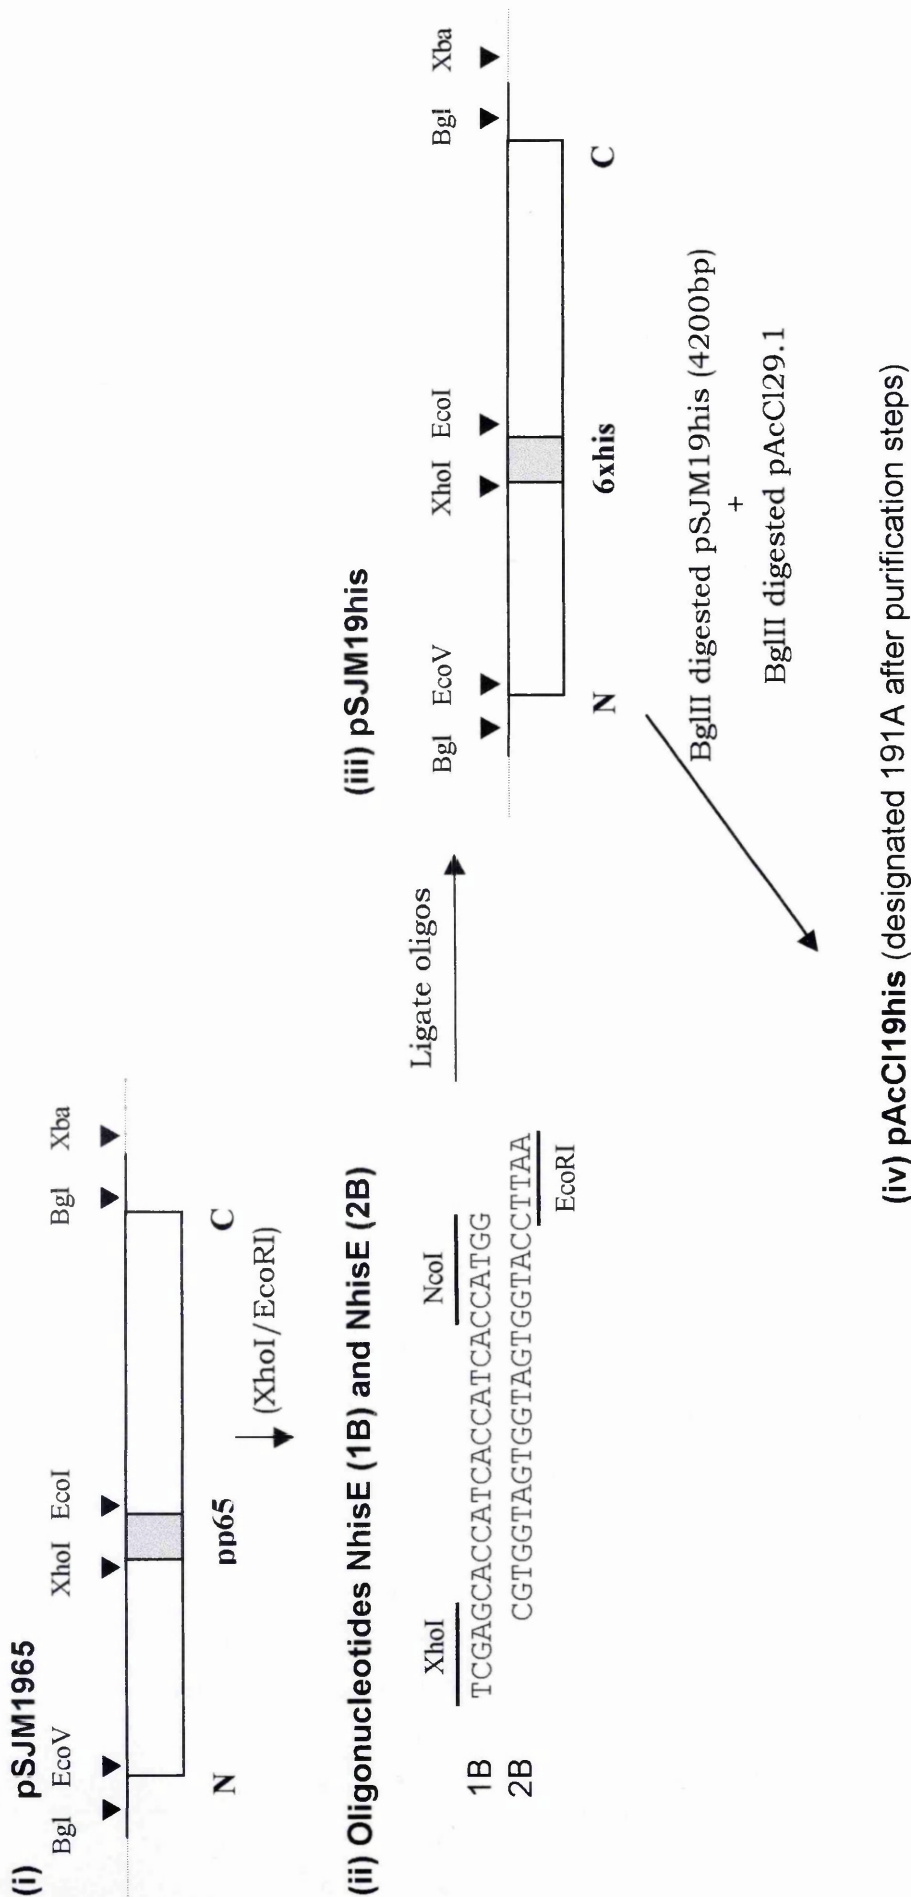 (i) pSJM1965
Bgl EcoV XhoI EcoI Bgl Xba
N pp65 C
(XhoI/EcoRI)
(ii) Oligonucleotides NhisE (1B) and NhisE (2B)
XhoI NcoI
1B TCGAGCACCATCACCATCACCATCACCATGG
2B CGTGGTAGTGGTAGTGGTACCTTAA
EcoRI
Ligate oligos
(iii) pSJM19his
Bgl EcoV XhoI EcoI Bgl Xba
N 6xhis C
BglII digested pSJM19his (4200bp)
+
BglII digested pAcCl29.1
(iv) pAcCl19his (designated 191A after purification steps)